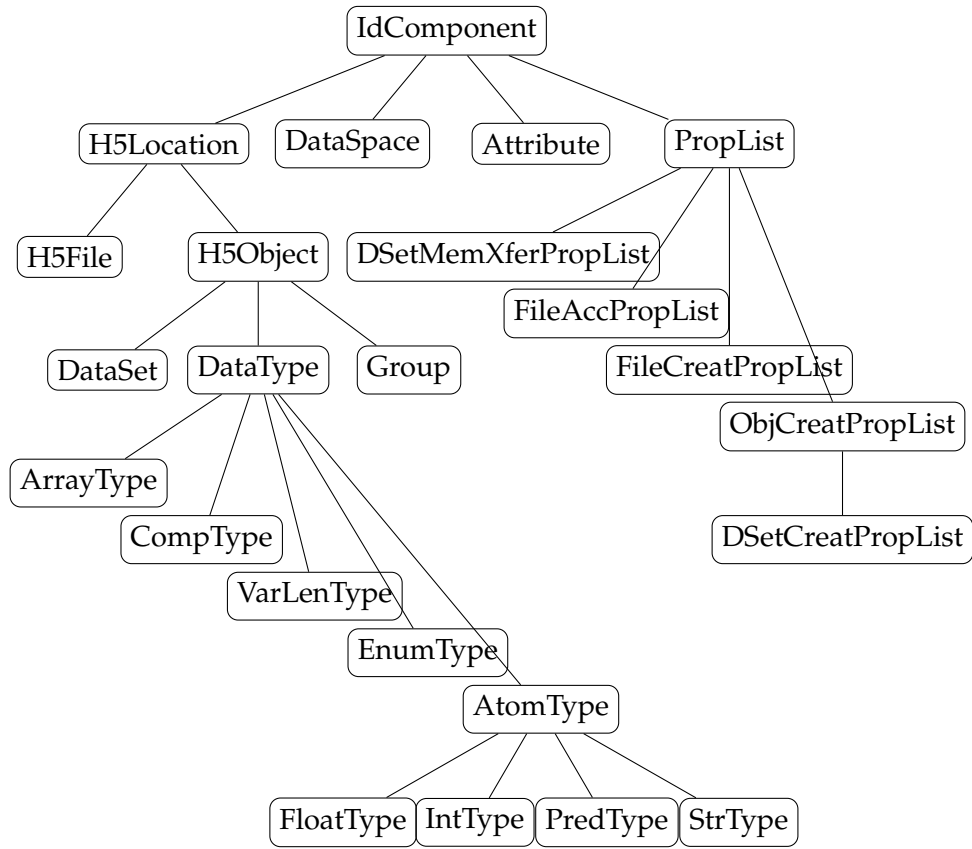 IdComponent
H5Location
DataSpace
Attribute
PropList
H5File
H5Object
DSetMemXferPropList
FileAccPropList
DataSet
DataType
Group
FileCreatPropList
ObjCreatPropList
ArrayType
CompType
DSetCreatPropList
VarLenType
EnumType
AtomType
FloatType
IntType
PredType
StrType